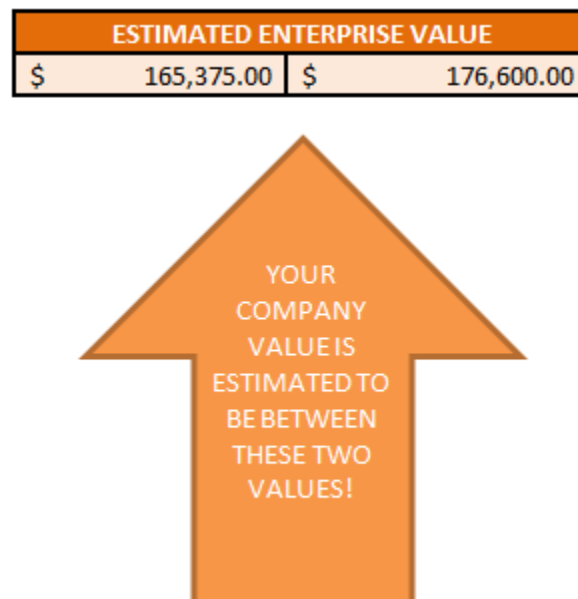 ESTIMATED ENTERPRISE VALUE
$ 165,375.00 $ 176,600.00
YOUR
COMPANY
VALUE IS
ESTIMATED TO
BE BETWEEN
THESE TWO
VALUES!